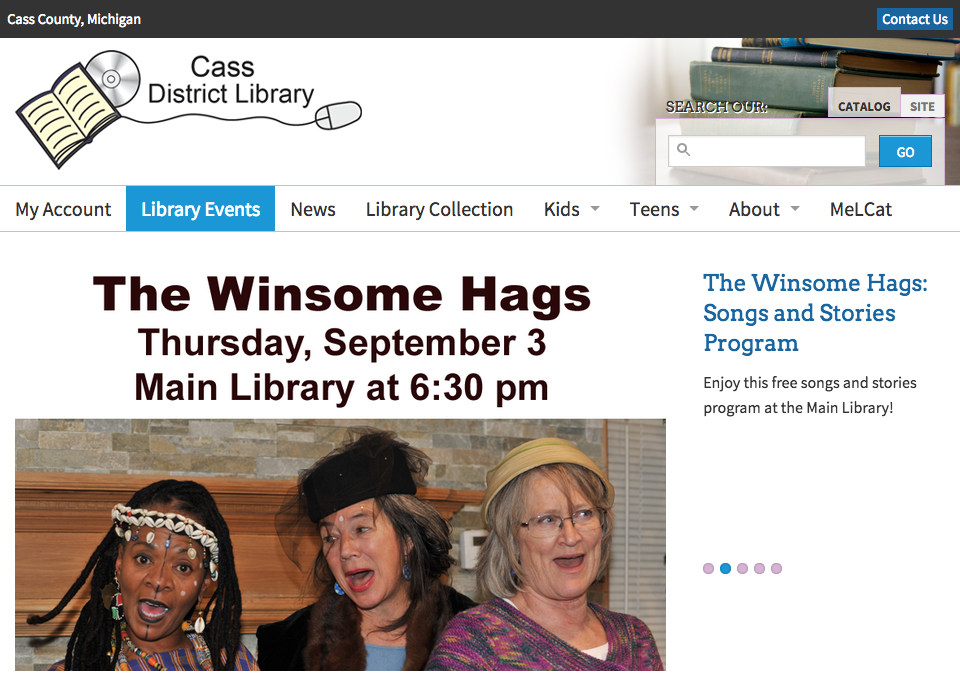 Cass County, Michigan
Contact Us
Cass
District Library
SEARCH OUR:
CATALOG
SITE
GO
My Account
Library Events
News
Library Collection
Kids
Teens
About
MeLCat
The Winsome Hags
Thursday, September 3
Main Library at 6:30 pm
The Winsome Hags:
Songs and Stories
Program
Enjoy this free songs and stories
program at the Main Library!